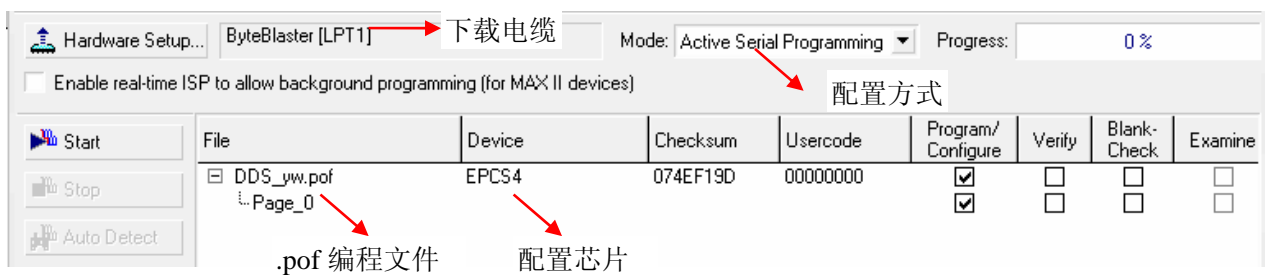 Hardware Setup... ByteBlaster [LPT1] 下载电缆 Mode: Active Serial Programming Progress: 0 %
Enable real-time ISP to allow background programming (for MAX II devices)
配置方式
Start File Device Checksum Usercode Program/ Configure Verify Blank- Check Examine
Stop DDS_yw.pof EPCS4 074EF19D 00000000
Page_0
Auto Detect
.pof 编程文件 配置芯片